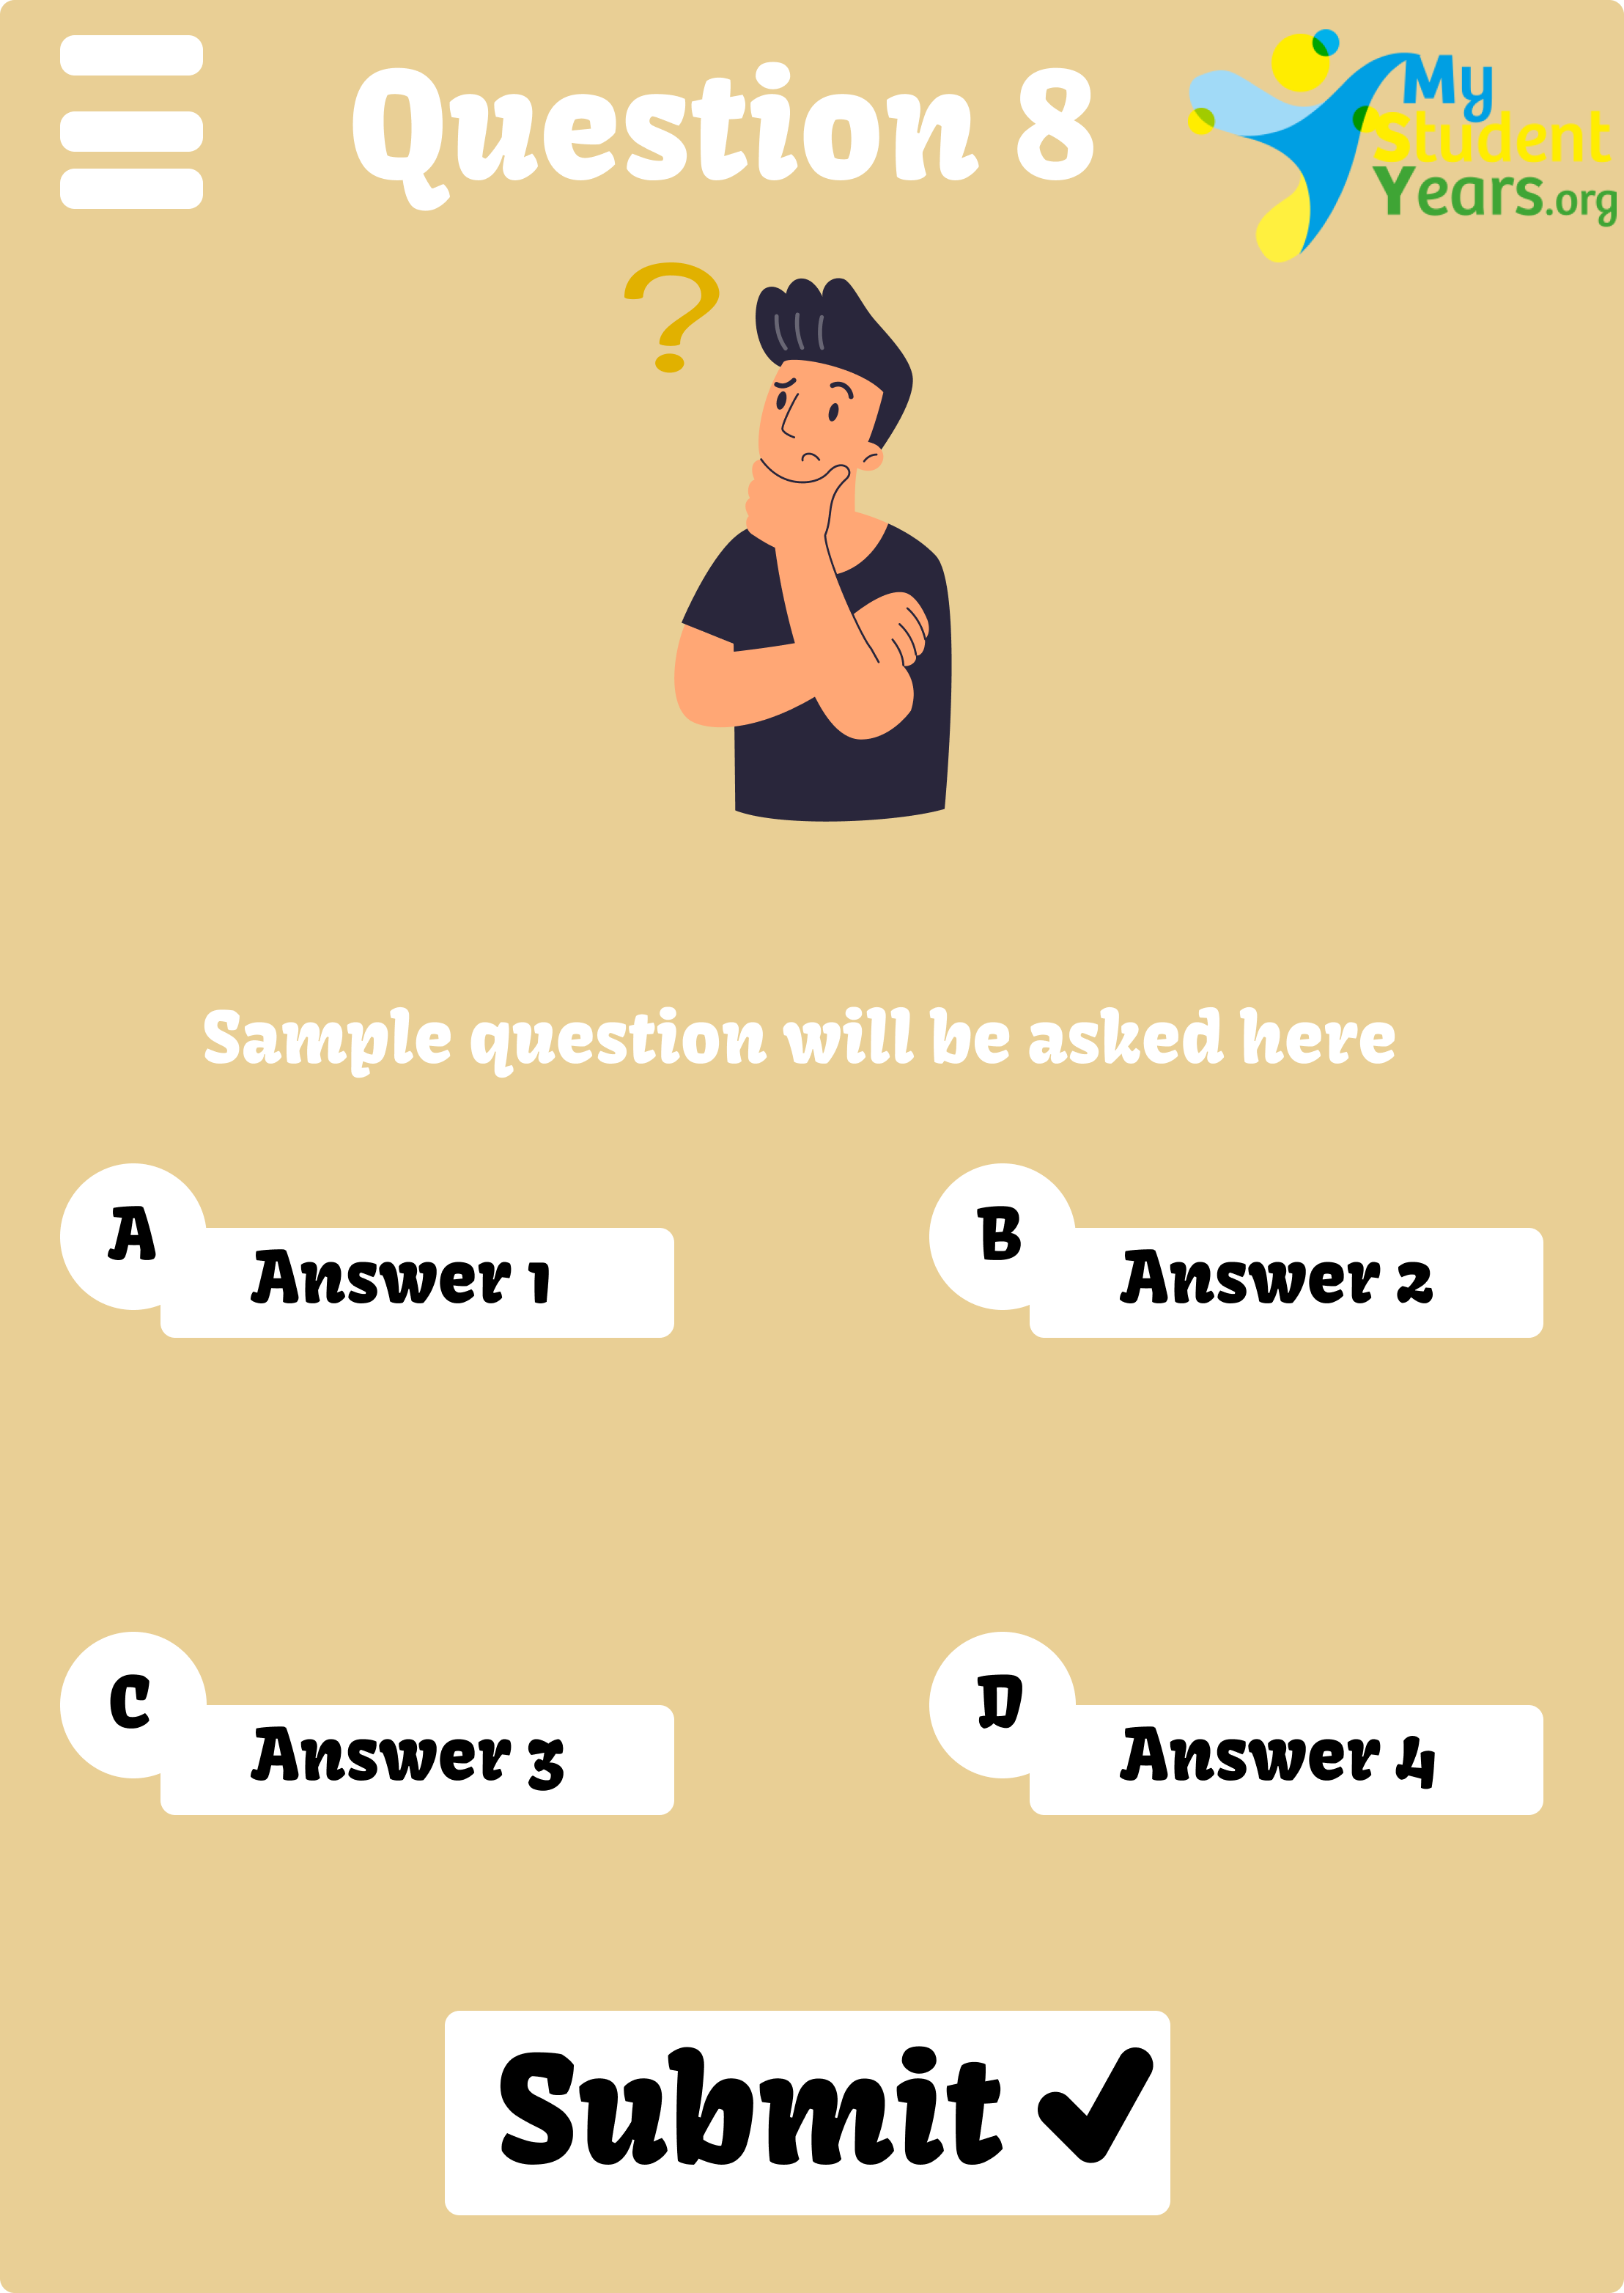 Question 8
My
Student
Years.org
?
Sample question will be asked here
A
Answer 1
B
Answer 2
C
Answer 3
D
Answer 4
Submit